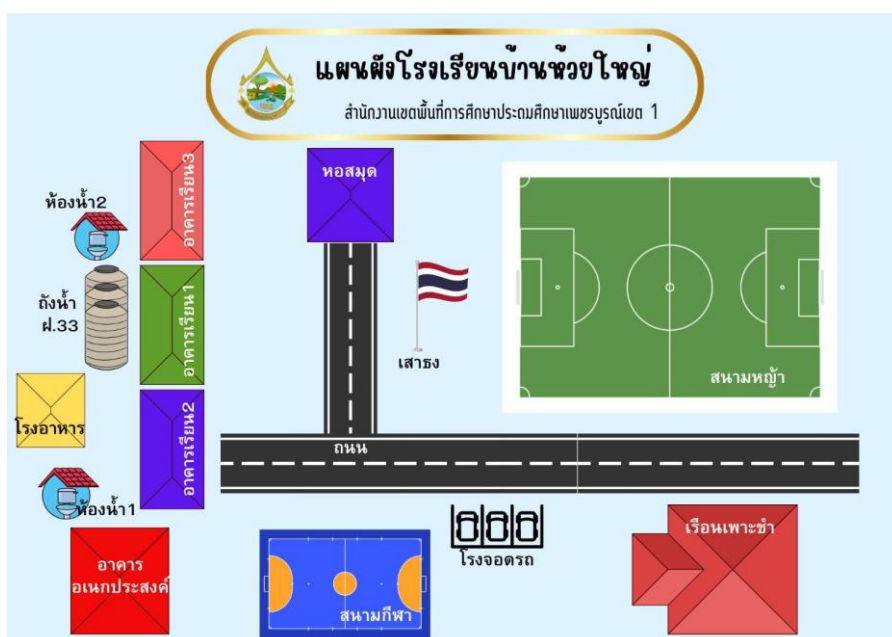 แผนผังโรงเรียนบ้านห้วยใหญ่
สำนักงานเขตพื้นที่การศึกษาประถมศึกษาเพชรบูรณ์เขต 1
ห้องน้ำ2
อาคารเรียน3
หอสมุด
ถังน้ำ
ฝ.33
อาคารเรียน1
เสาธง
สนามหญ้า
โรงอาหาร
อาคารเรียน2
ถนน
ห้องน้ำ1
อาคาร
อเนกประสงค์
สนามกีฬา
โรงจอดรถ
เรือนเพาะชำ